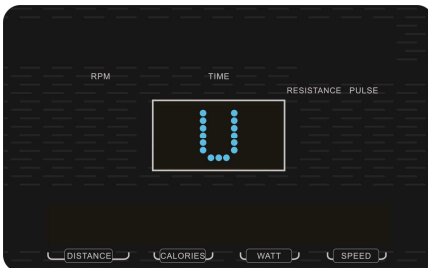 RPM TIME
RESISTANCE PULSE
U
DISTANCE CALORIES WATT SPEED